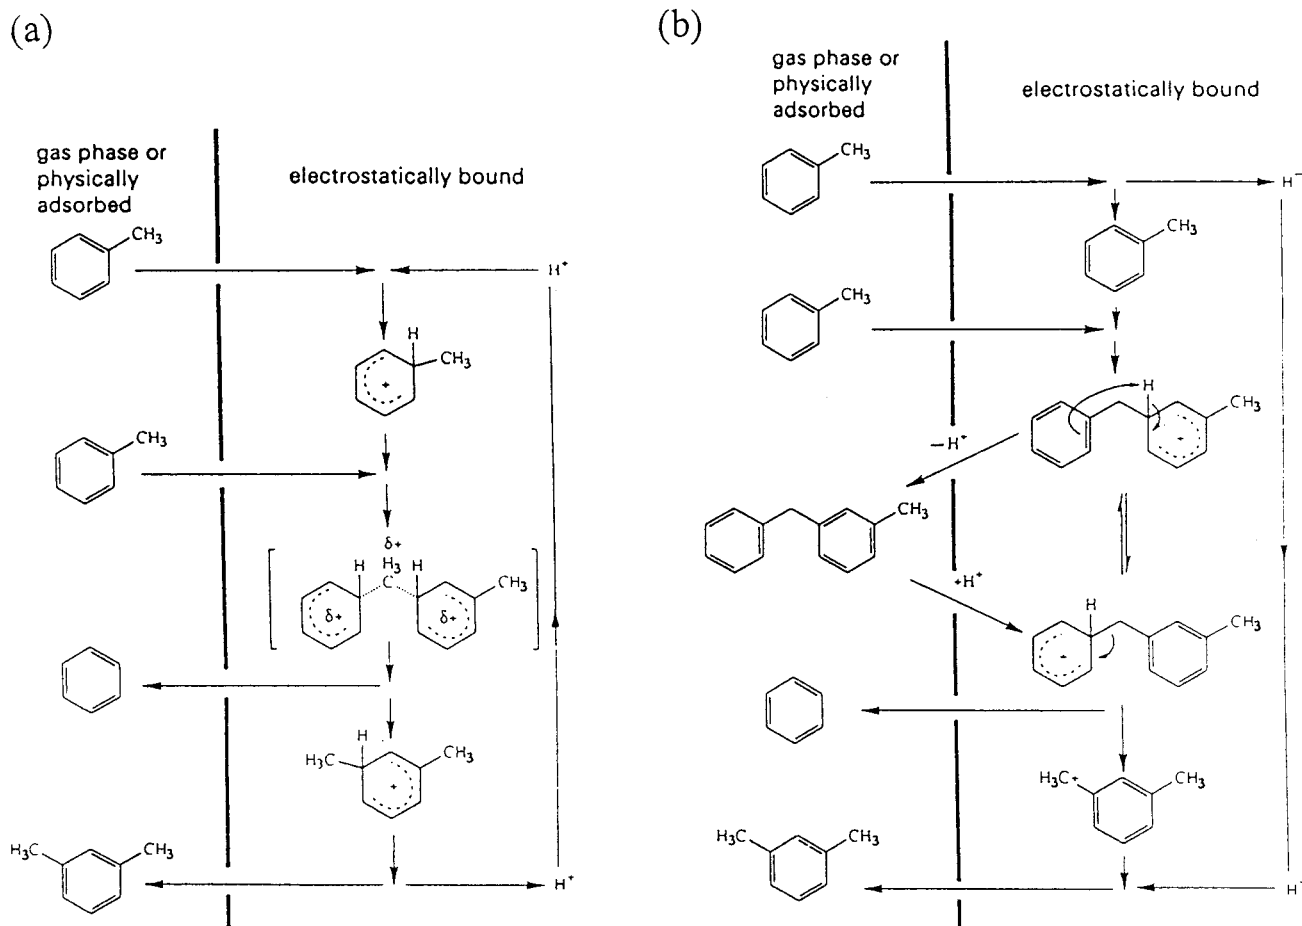 (a)
gas phase or
physically
adsorbed
electrostatically bound
CH₃
H⁺
H
CH₃
+
CH₃
δ+
H₃
H C H
CH₃
δ+ δ+
H
H₃C
CH₃
+
H₃C CH₃
H⁺
(b)
gas phase or
physically
adsorbed
electrostatically bound
CH₃
H⁻
CH₃
CH₃
H
CH₃
+
−H⁺
CH₃
+H⁺
H
CH₃
+
H₃C+ CH₃
H₃C CH₃